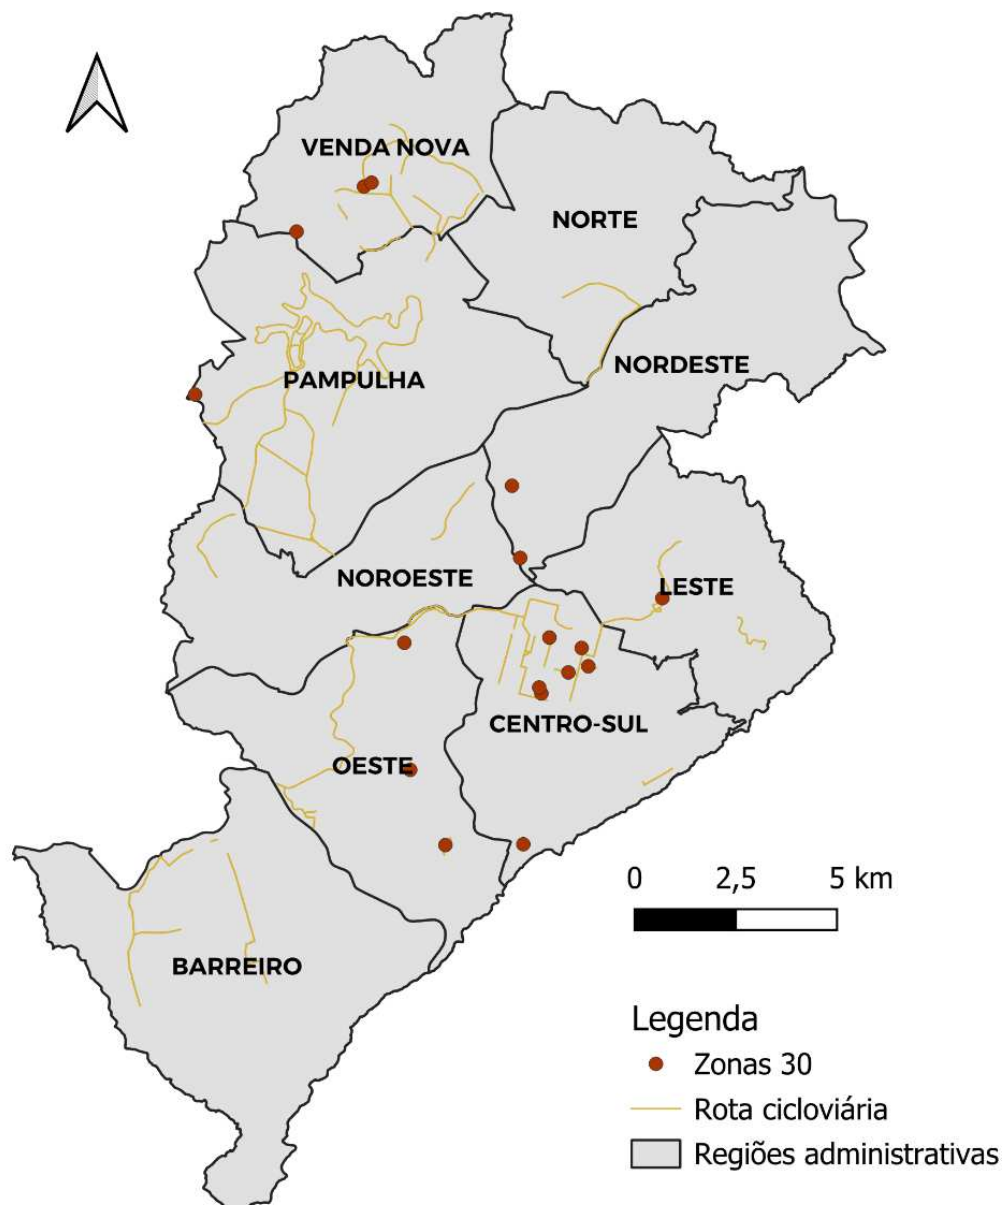 VENDA NOVA
NORTE
NORDESTE
PAMPULHA
NOROESTE
LESTE
CENTRO-SUL
OESTE
BARREIRO
0 2,5 5 km
Legenda
Zonas 30
Rota cicloviária
Regiões administrativas